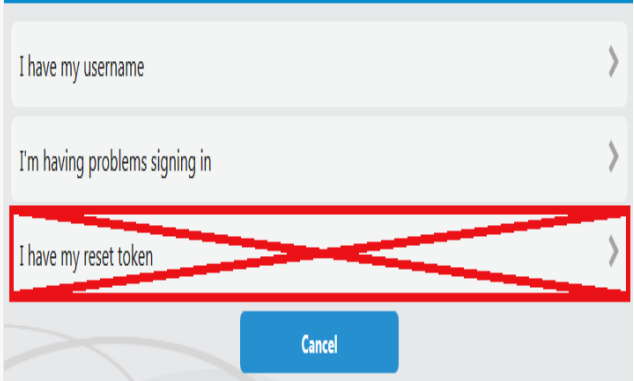 I have my username
I'm having problems signing in
I have my reset token
Cancel